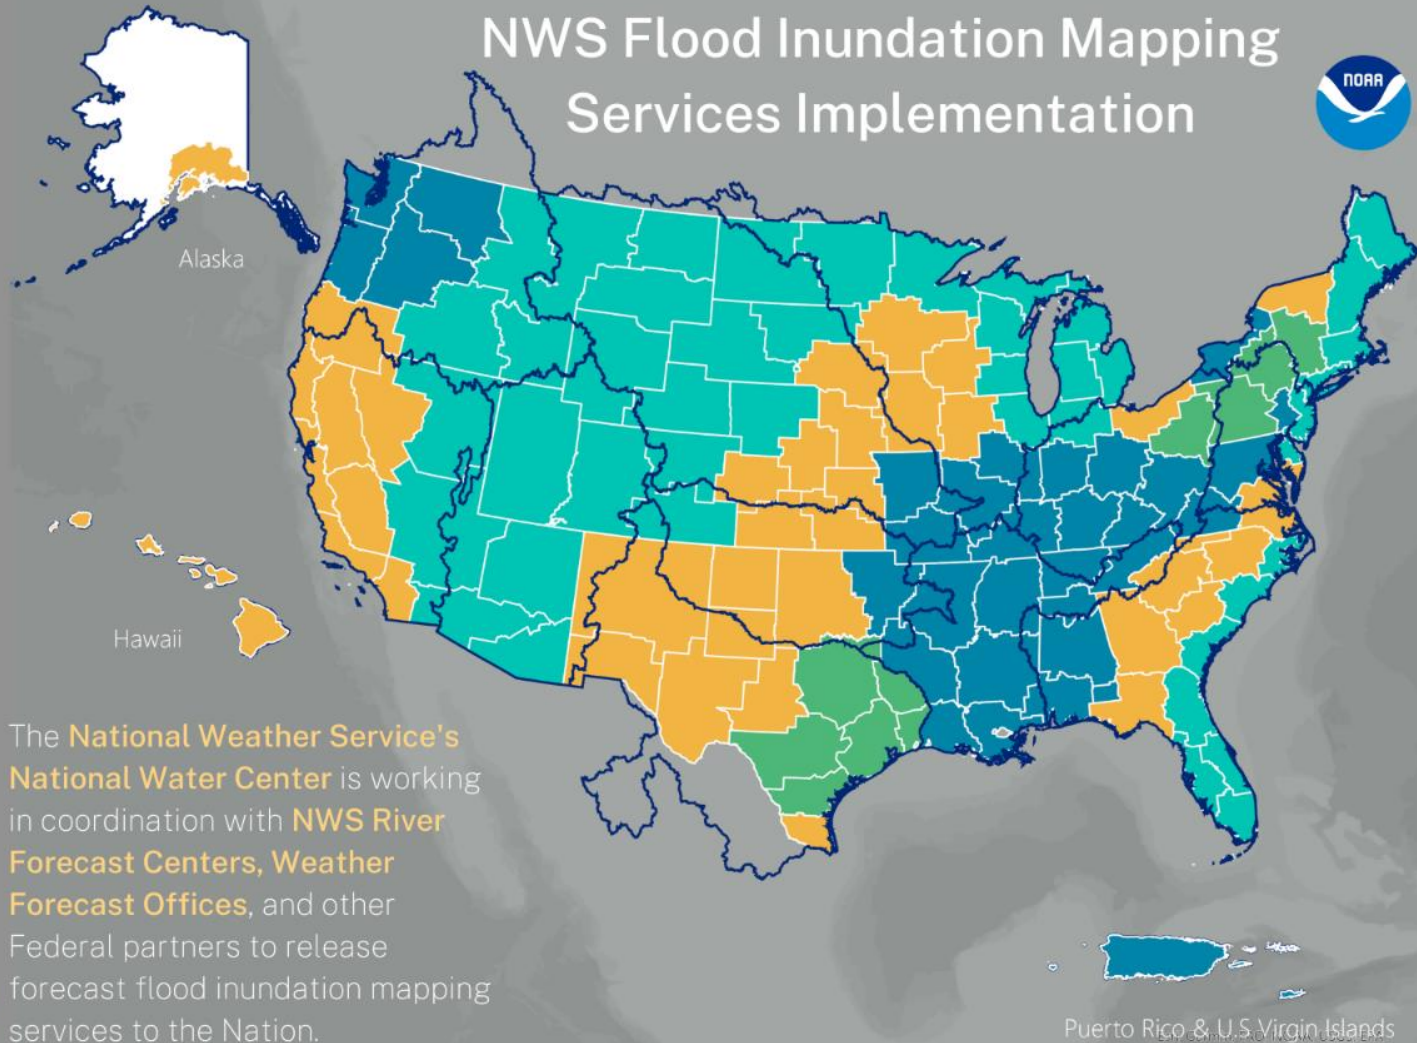 NWS Flood Inundation Mapping
Services Implementation
NOAA
Alaska
Hawaii
The National Weather Service's
National Water Center is working
in coordination with NWS River
Forecast Centers, Weather
Forecast Offices, and other
Federal partners to release
forecast flood inundation mapping
services to the Nation.
Puerto Rico & U.S Virgin Islands